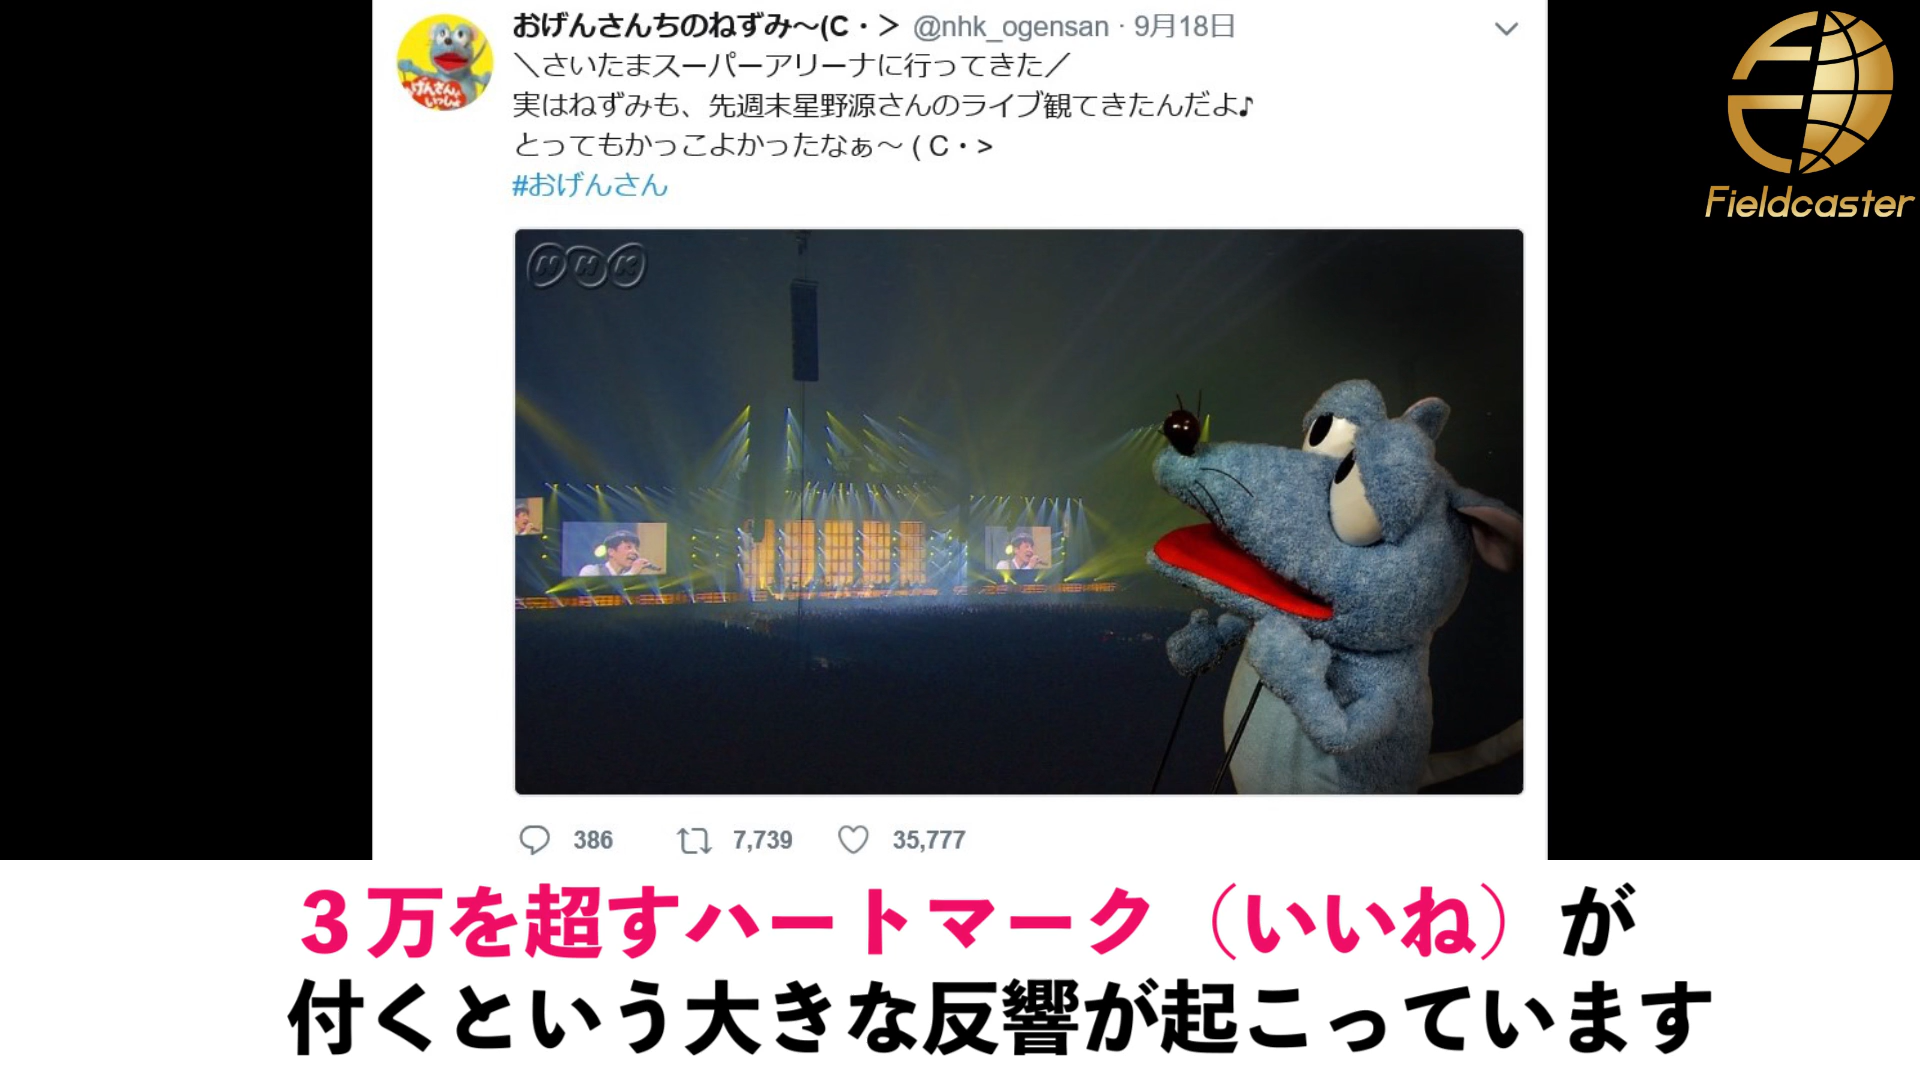 おげんさんちのねずみ〜(C・> @nhk_ogensan · 9月18日
＼さいたまスーパーアリーナに行ってきた／
実はねずみも、先週末星野源さんのライブ観てきたんだよ♪
とってもかっこよかったなぁ〜 ( C・>
#おげんさん
NHK
386 7,739 35,777
Fieldcaster
３万を超すハートマーク（いいね）が
付くという大きな反響が起こっています